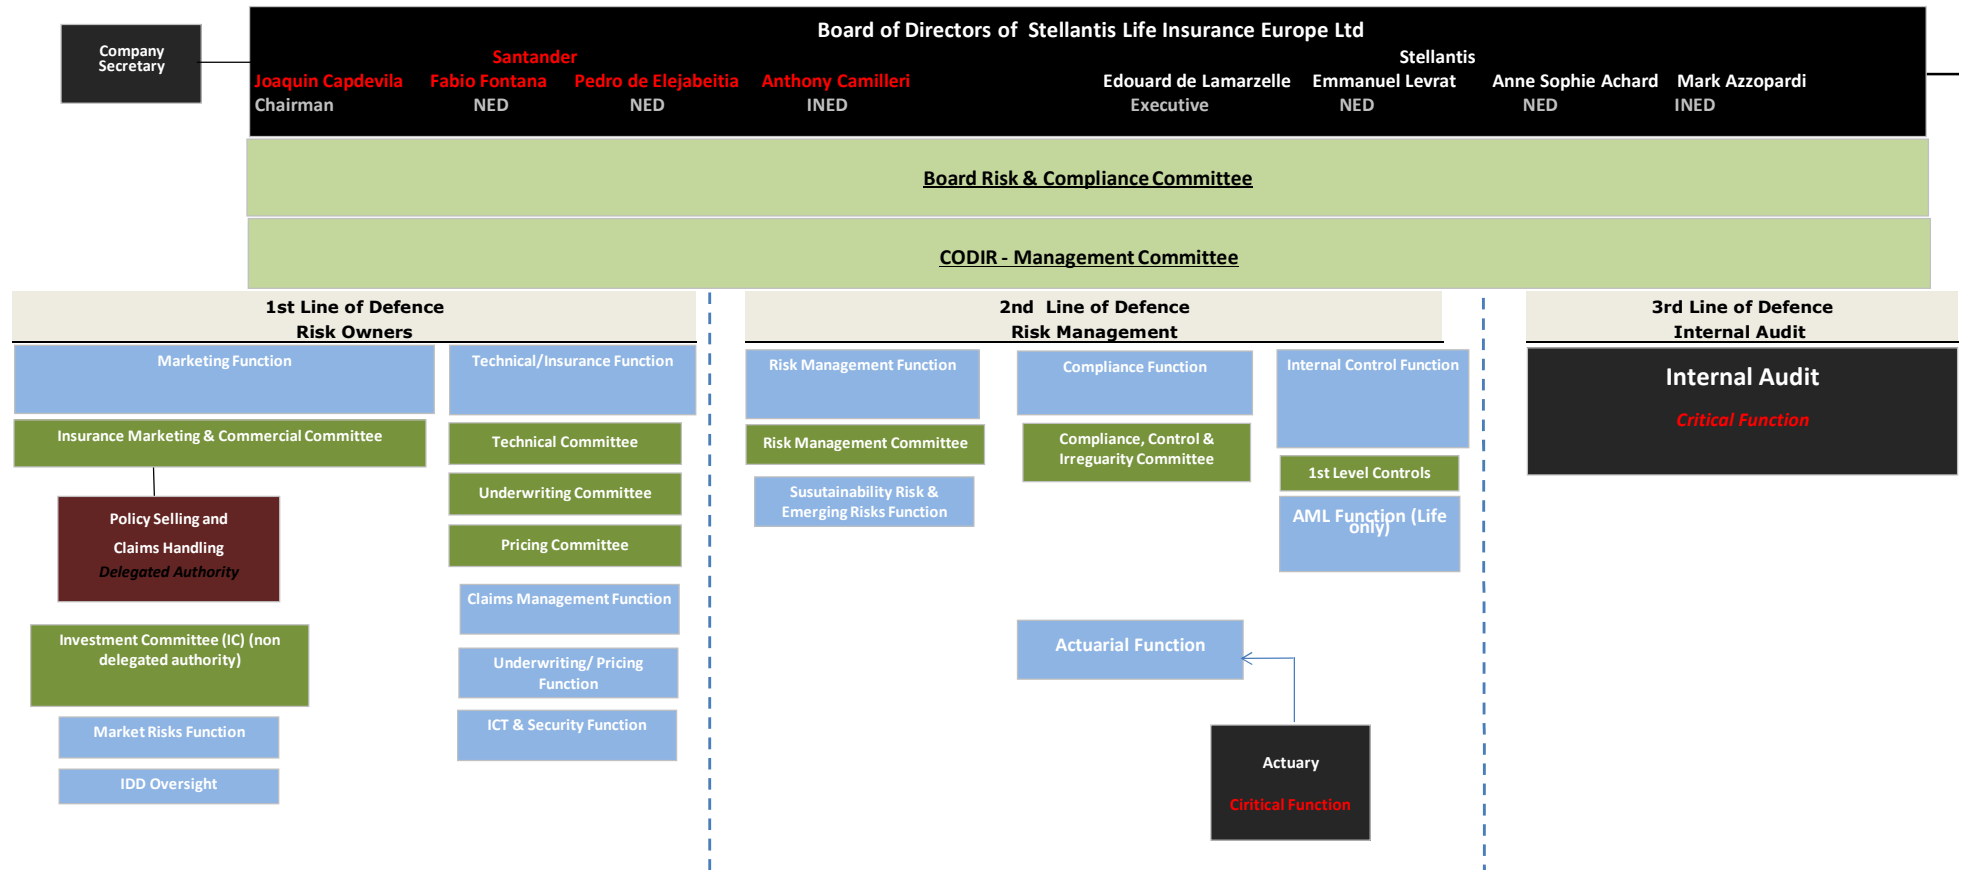 Company
Secretary
Board of Directors of  Stellantis Life Insurance Europe Ltd
Santander
Stellantis
Joaquin Capdevila
Fabio Fontana
Pedro de Elejabeitia
Anthony Camilleri
Edouard de Lamarzelle
Emmanuel Levrat
Anne Sophie Achard
Mark Azzopardi
Chairman
NED
NED
INED
Executive
NED
NED
INED
Board Risk & Compliance Committee
CODIR - Management Committee
1st Line of Defence
Risk Owners
Marketing Function
Insurance Marketing & Commercial Committee
Policy Selling and
Claims Handling
Delegated Authority
Investment Committee (IC) (non
delegated authority)
Market Risks Function
IDD Oversight
Technical/Insurance Function
Technical Committee
Underwriting Committee
Pricing Committee
Claims Management Function
Underwriting/ Pricing
Function
ICT & Security Function
2nd  Line of Defence
Risk Management
Risk Management Function
Risk Management Committee
Susutainability Risk &
Emerging Risks Function
Compliance Function
Compliance, Control &
Irreguarity Committee
Internal Control Function
1st Level Controls
AML Function (Life
only)
Actuarial Function
Actuary
Ciritical Function
3rd Line of Defence
Internal Audit
Internal Audit
Critical Function